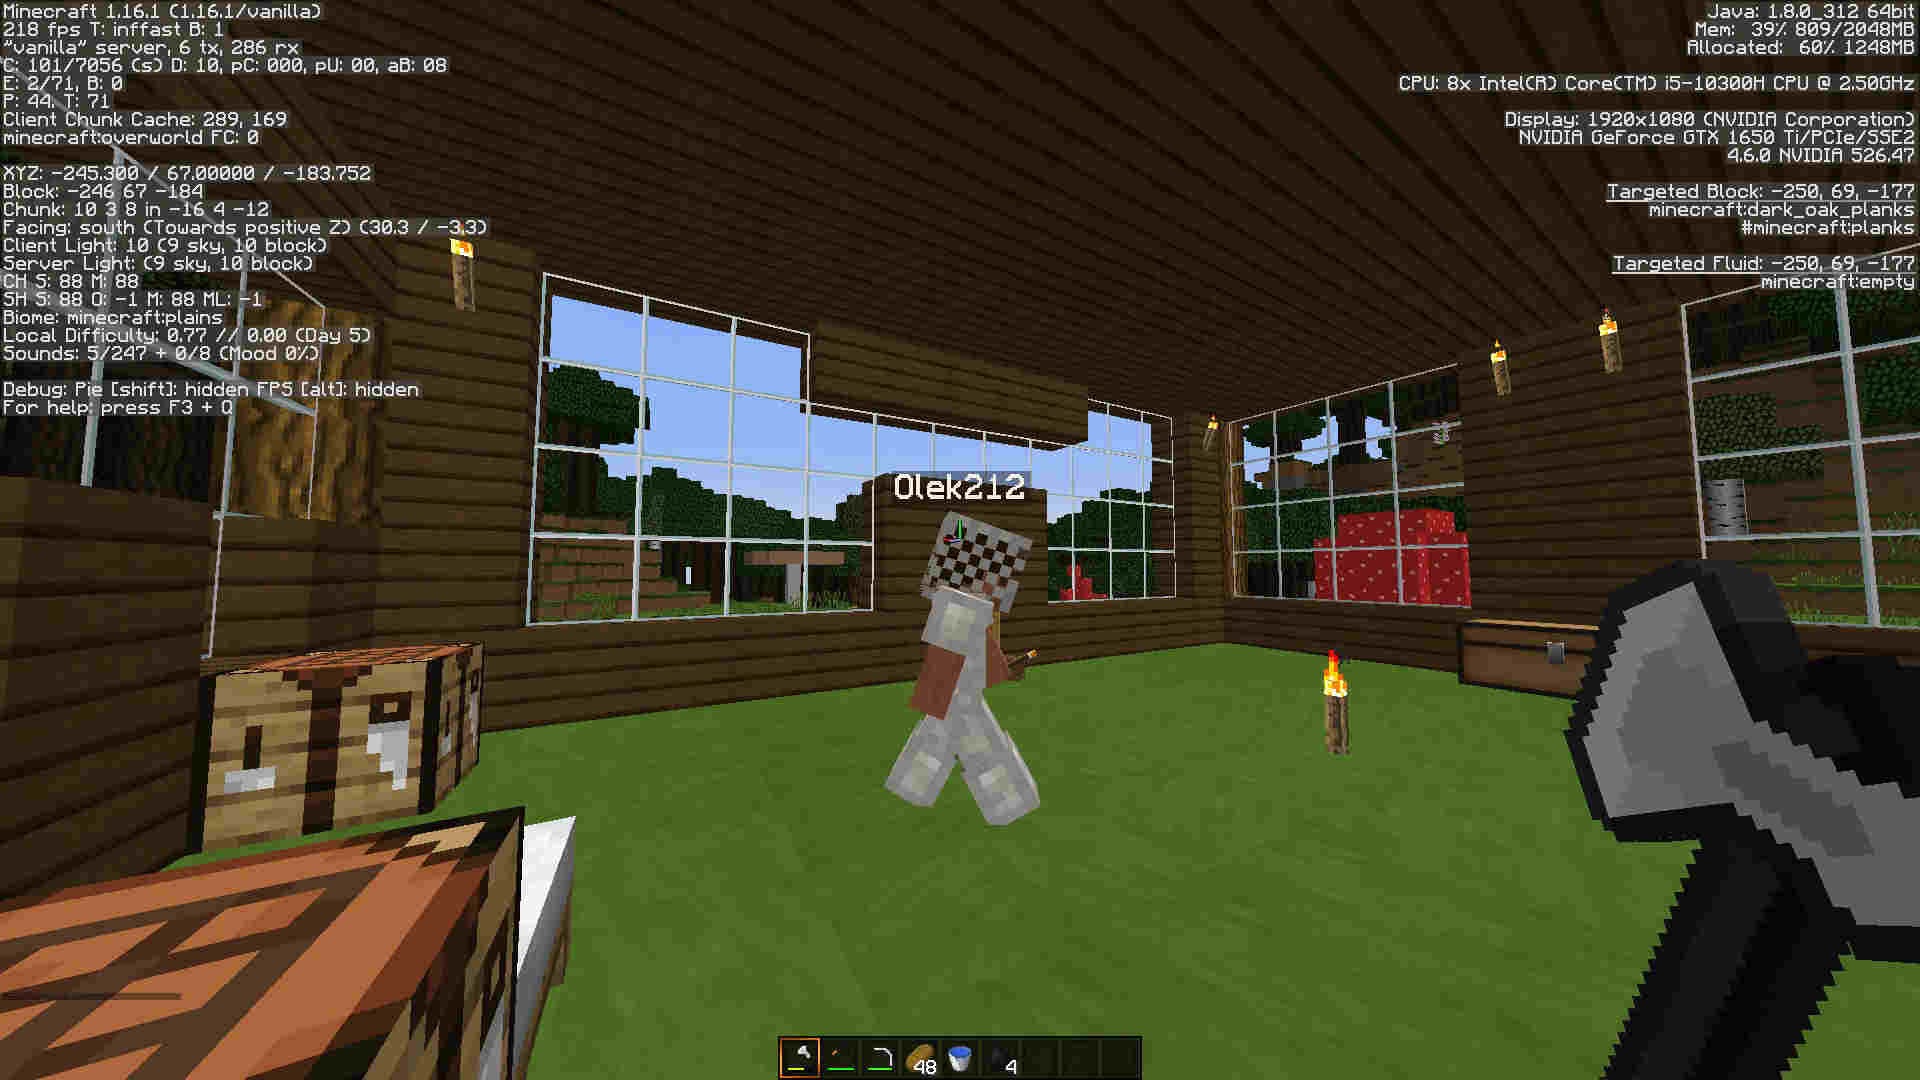 Minecraft 1.16.1 (1.16.1/vanilla)
218 fps T: inffast B: 1
"vanilla" server, 6 tx, 286 rx
C: 101/7056 (s) D: 10, pC: 000, pU: 00, aB: 08
E: 2/71, B: 0
P: 44. T: 71
Client Chunk Cache: 289, 169
minecraft:overworld FC: 0
XYZ: -245.300 / 67.00000 / -183.752
Block: -246 67 -184
Chunk: 10 3 8 in -16 4 -12
Facing: south (Towards positive Z) (30.3 / -3.3)
Client Light: 10 (9 sky, 10 block)
Server Light: (9 sky, 10 block)
CH S: 88 M: 88
SH S: 88 O: -1 M: 88 ML: -1
Biome: minecraft:plains
Local Difficulty: 0.77 // 0.00 (Day 5)
Sounds: 5/247 + 0/8 (Mood 0%)
Debug: Pie [shift]: hidden FPS [alt]: hidden
For help: press F3 + Q
Java: 1.8.0_312 64bit
Mem: 39% 809/2048MB
Allocated: 60% 1248MB
CPU: 8x Intel(R) Core(TM) i5-10300H CPU @ 2.50GHz
Display: 1920x1080 (NVIDIA Corporation)
NVIDIA GeForce GTX 1650 Ti/PCIe/SSE2
4.6.0 NVIDIA 526.47
Targeted Block: -250, 69, -177
minecraft:dark_oak_planks
#minecraft:planks
Targeted Fluid: -250, 69, -177
minecraft:empty
Olek212
48
4